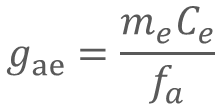 g_ae = m_e C_e / f_a